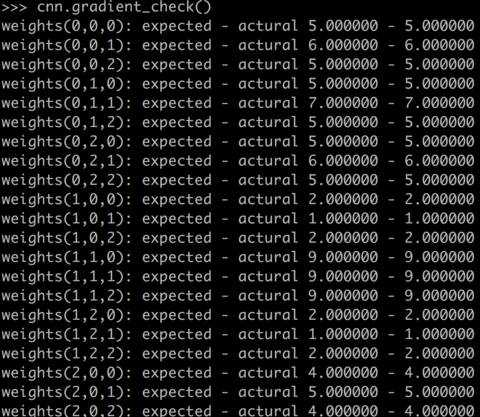 >>> cnn.gradient_check()
weights(0,0,0): expected - actural 5.000000 - 5.000000
weights(0,0,1): expected - actural 6.000000 - 6.000000
weights(0,0,2): expected - actural 5.000000 - 5.000000
weights(0,1,0): expected - actural 5.000000 - 5.000000
weights(0,1,1): expected - actural 7.000000 - 7.000000
weights(0,1,2): expected - actural 5.000000 - 5.000000
weights(0,2,0): expected - actural 5.000000 - 5.000000
weights(0,2,1): expected - actural 6.000000 - 6.000000
weights(0,2,2): expected - actural 5.000000 - 5.000000
weights(1,0,0): expected - actural 2.000000 - 2.000000
weights(1,0,1): expected - actural 1.000000 - 1.000000
weights(1,0,2): expected - actural 2.000000 - 2.000000
weights(1,1,0): expected - actural 9.000000 - 9.000000
weights(1,1,1): expected - actural 9.000000 - 9.000000
weights(1,1,2): expected - actural 9.000000 - 9.000000
weights(1,2,0): expected - actural 2.000000 - 2.000000
weights(1,2,1): expected - actural 1.000000 - 1.000000
weights(1,2,2): expected - actural 2.000000 - 2.000000
weights(2,0,0): expected - actural 4.000000 - 4.000000
weights(2,0,1): expected - actural 5.000000 - 5.000000
weights(2,0,2): expected - actural 4.000000 - 4.000000